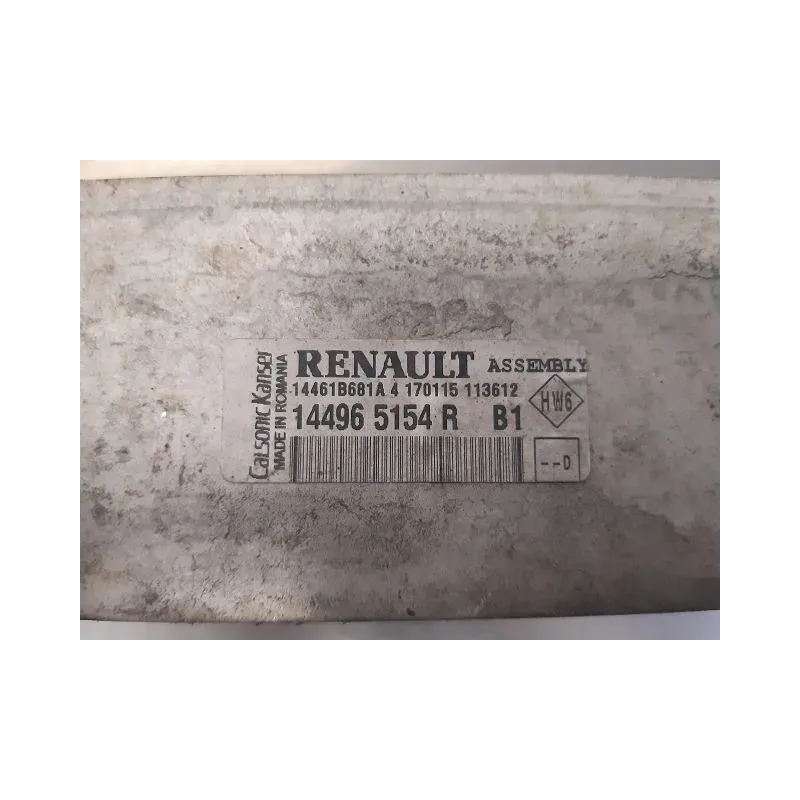 Calsonic Kansei
MADE IN ROMANIA
RENAULT ASSEMBLY
14461B681A 4 170115 113612
14496 5154 R B1
HW6
--D